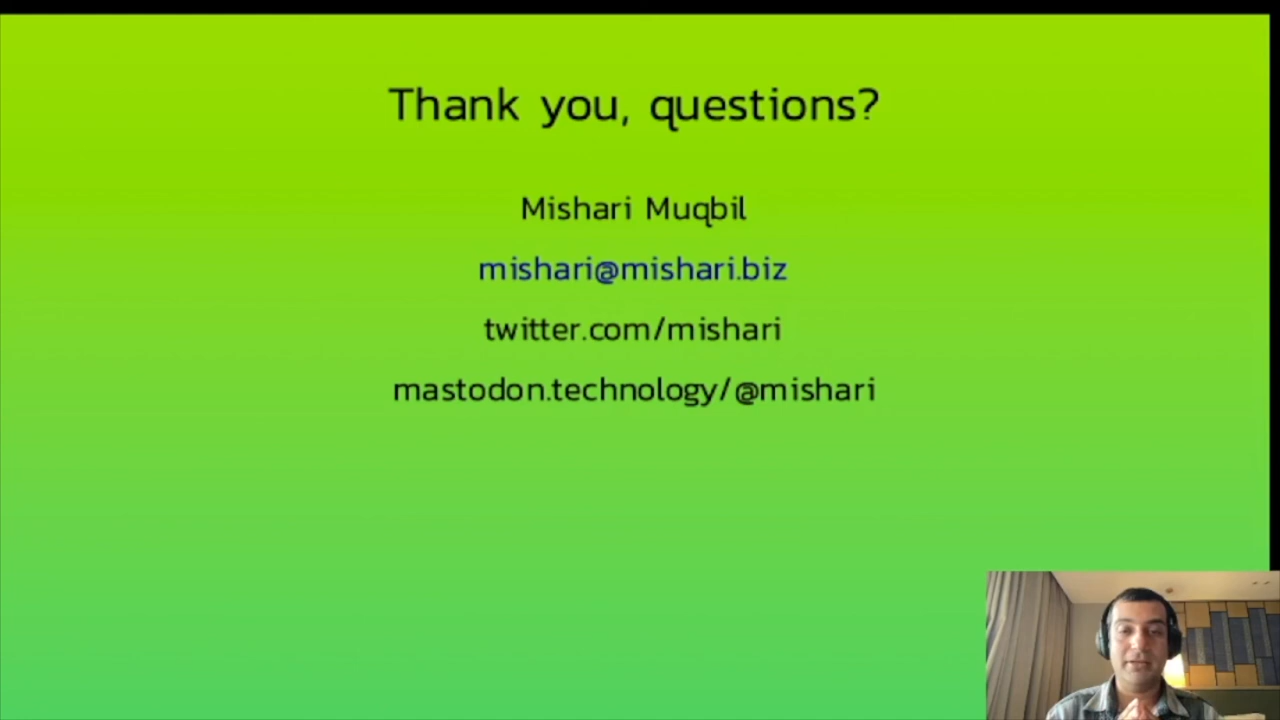 Thank you, questions?
Mishari Muqbil
mishari@mishari.biz
twitter.com/mishari
mastodon.technology/@mishari